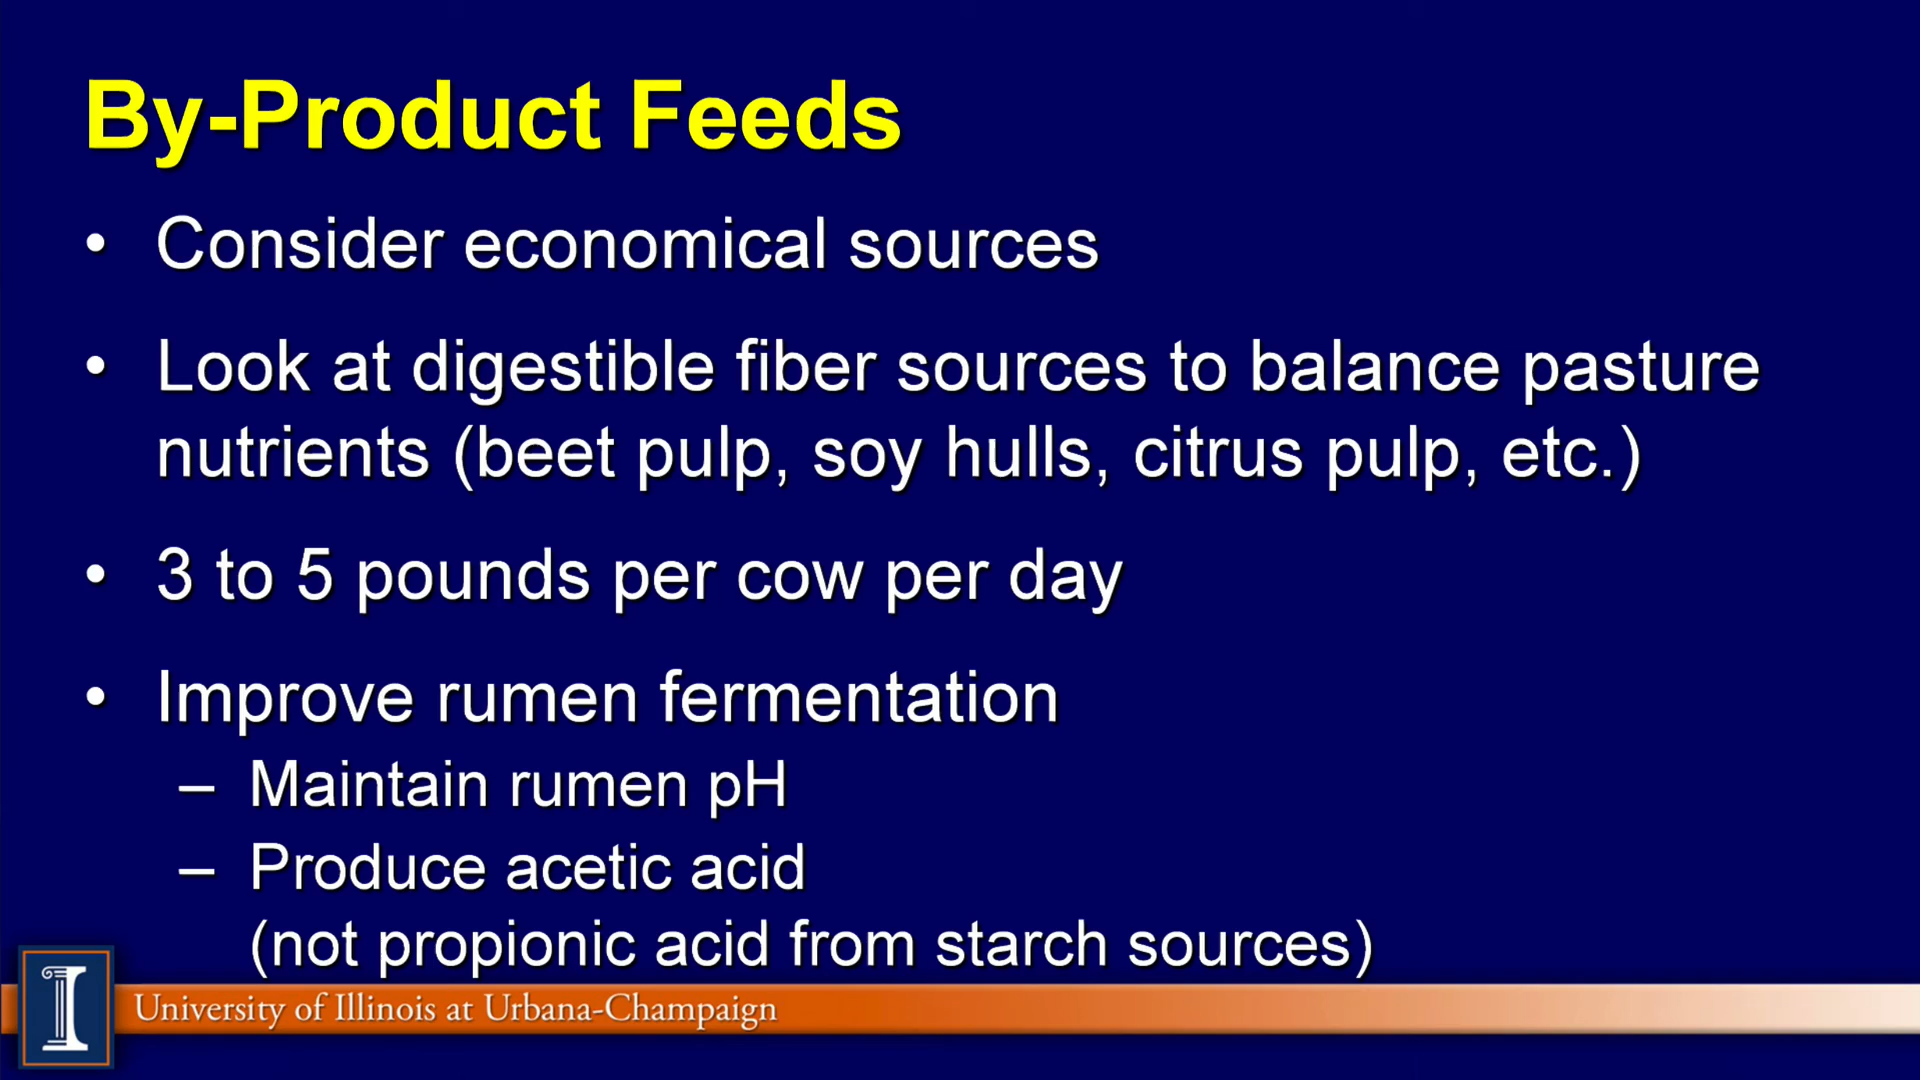 By-Product Feeds
• Consider economical sources
• Look at digestible fiber sources to balance pasture
nutrients (beet pulp, soy hulls, citrus pulp, etc.)
• 3 to 5 pounds per cow per day
• Improve rumen fermentation
– Maintain rumen pH
– Produce acetic acid
(not propionic acid from starch sources)
I
University of Illinois at Urbana-Champaign